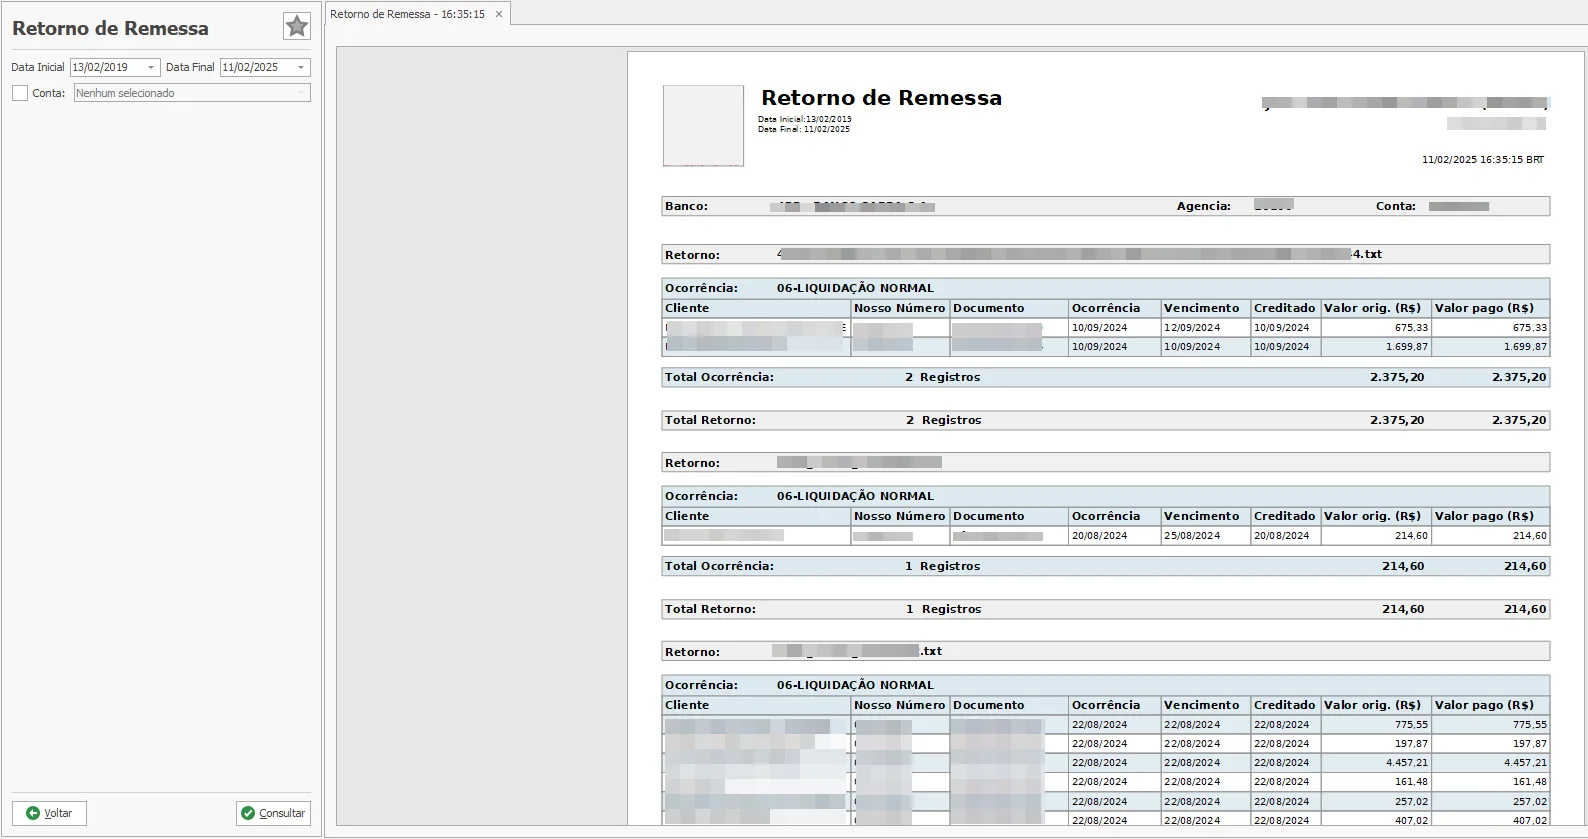 Retorno de Remessa
Data Inicial 13/02/2019 Data Final 11/02/2025
Conta: Nenhum selecionado
Voltar
Consultar
Retorno de Remessa - 16:35:15
Retorno de Remessa
Data Inicial:13/02/2019
Data Final: 11/02/2025
11/02/2025 16:35:15 BRT
Banco: Agencia: Conta:
Retorno: 4.txt
Ocorrência: 06-LIQUIDAÇÃO NORMAL
Cliente Nosso Número Documento Ocorrência Vencimento Creditado Valor orig. (R$) Valor pago (R$)
10/09/2024 12/09/2024 10/09/2024 675,33 675,33
10/09/2024 10/09/2024 10/09/2024 1.699,87 1.699,87
Total Ocorrência: 2 Registros 2.375,20 2.375,20
Total Retorno: 2 Registros 2.375,20 2.375,20
Retorno:
Ocorrência: 06-LIQUIDAÇÃO NORMAL
Cliente Nosso Número Documento Ocorrência Vencimento Creditado Valor orig. (R$) Valor pago (R$)
20/08/2024 25/08/2024 20/08/2024 214,60 214,60
Total Ocorrência: 1 Registros 214,60 214,60
Total Retorno: 1 Registros 214,60 214,60
Retorno: .txt
Ocorrência: 06-LIQUIDAÇÃO NORMAL
Cliente Nosso Número Documento Ocorrência Vencimento Creditado Valor orig. (R$) Valor pago (R$)
22/08/2024 22/08/2024 22/08/2024 775,55 775,55
22/08/2024 22/08/2024 22/08/2024 197,87 197,87
22/08/2024 22/08/2024 22/08/2024 4.457,21 4.457,21
22/08/2024 22/08/2024 22/08/2024 161,48 161,48
22/08/2024 22/08/2024 22/08/2024 257,02 257,02
22/08/2024 22/08/2024 22/08/2024 407,02 407,02